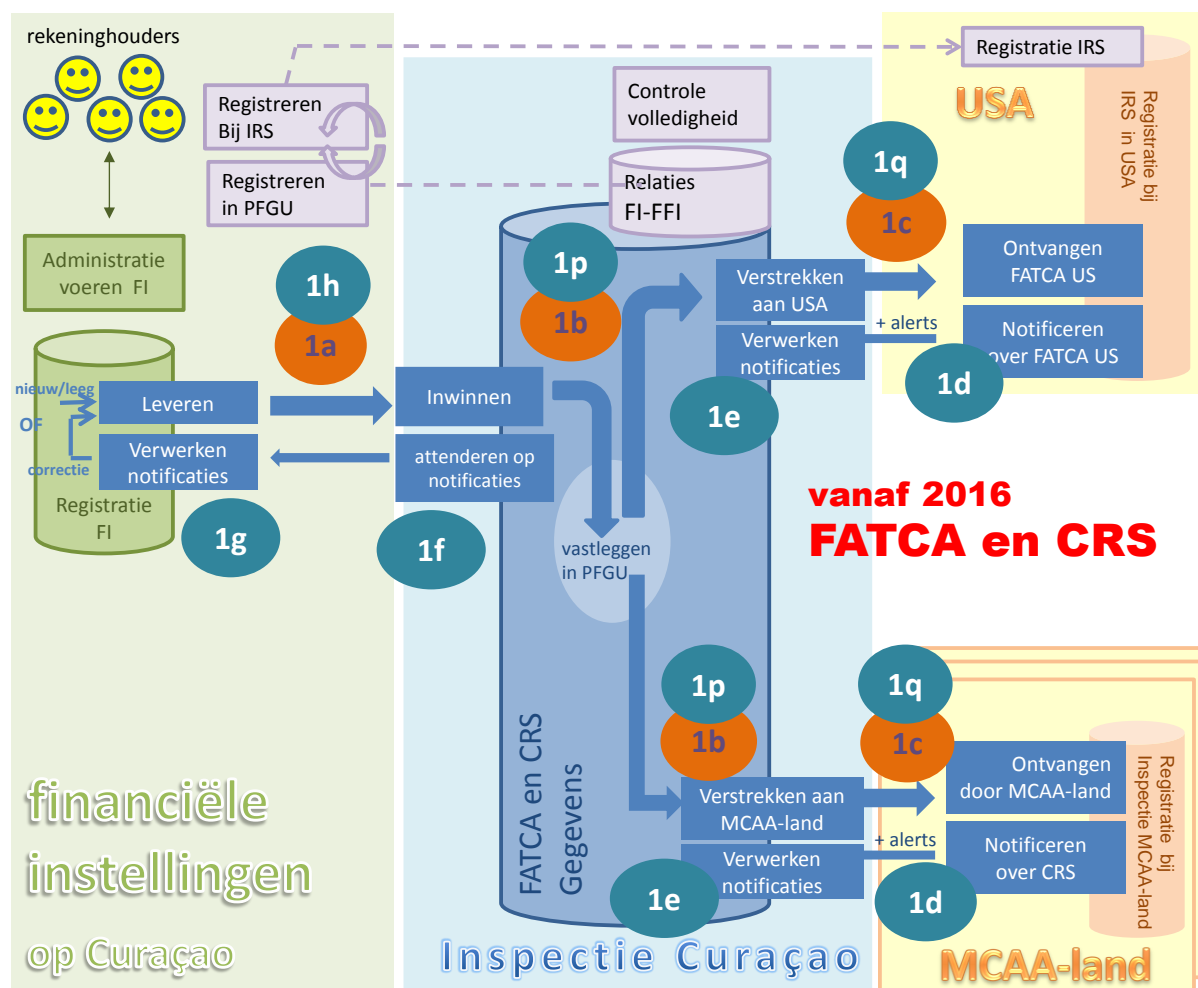 rekeninghouders
Registreren
Bij IRS
Registreren
in PFGU
Administratie
voeren FI
1h
1a
nieuw/leeg
OF
correctie
Leveren
Verwerken
notificaties
Registratie
FI
1g
financiële
instellingen
op Curaçao
Controle
volledigheid
Relaties
FI-FFI
1p
1b
Inwinnen
attenderen op
notificaties
1f
vastleggen
in PFGU
Verstrekken
aan USA
Verwerken
notificaties
1e
+ alerts
FATCA en CRS
Gegevens
1p
1b
Verstrekken aan
MCAA-land
Verwerken
notificaties
1e
+ alerts
Inspectie Curaçao
Registratie IRS
USA
Registratie bij
IRS in USA
1q
1c
Ontvangen
FATCA US
Notificeren
over FATCA US
1d
vanaf 2016
FATCA en CRS
1q
1c
Ontvangen
door MCAA-land
Notificeren
over CRS
1d
Registratie bij
Inspectie MCAA-land
MCAA-land